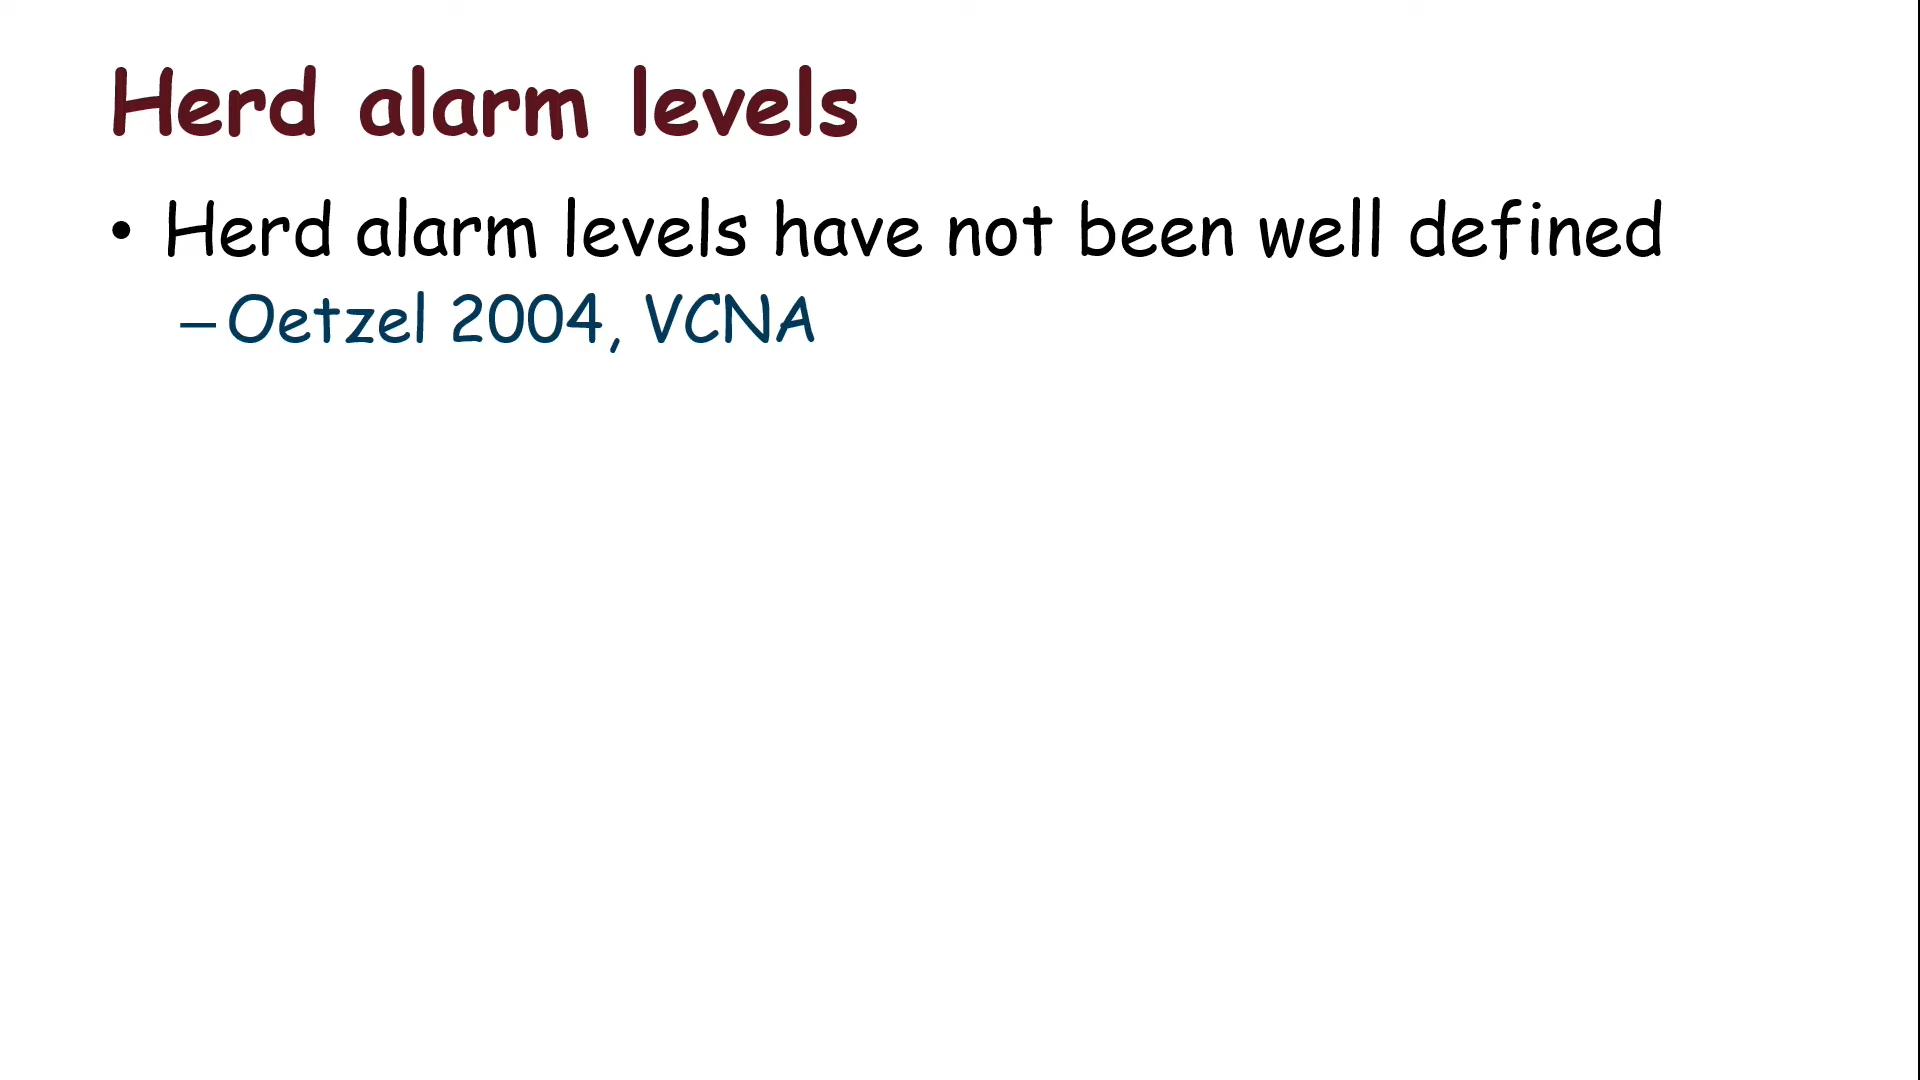 Herd alarm levels
• Herd alarm levels have not been well defined
– Oetzel 2004, VCNA